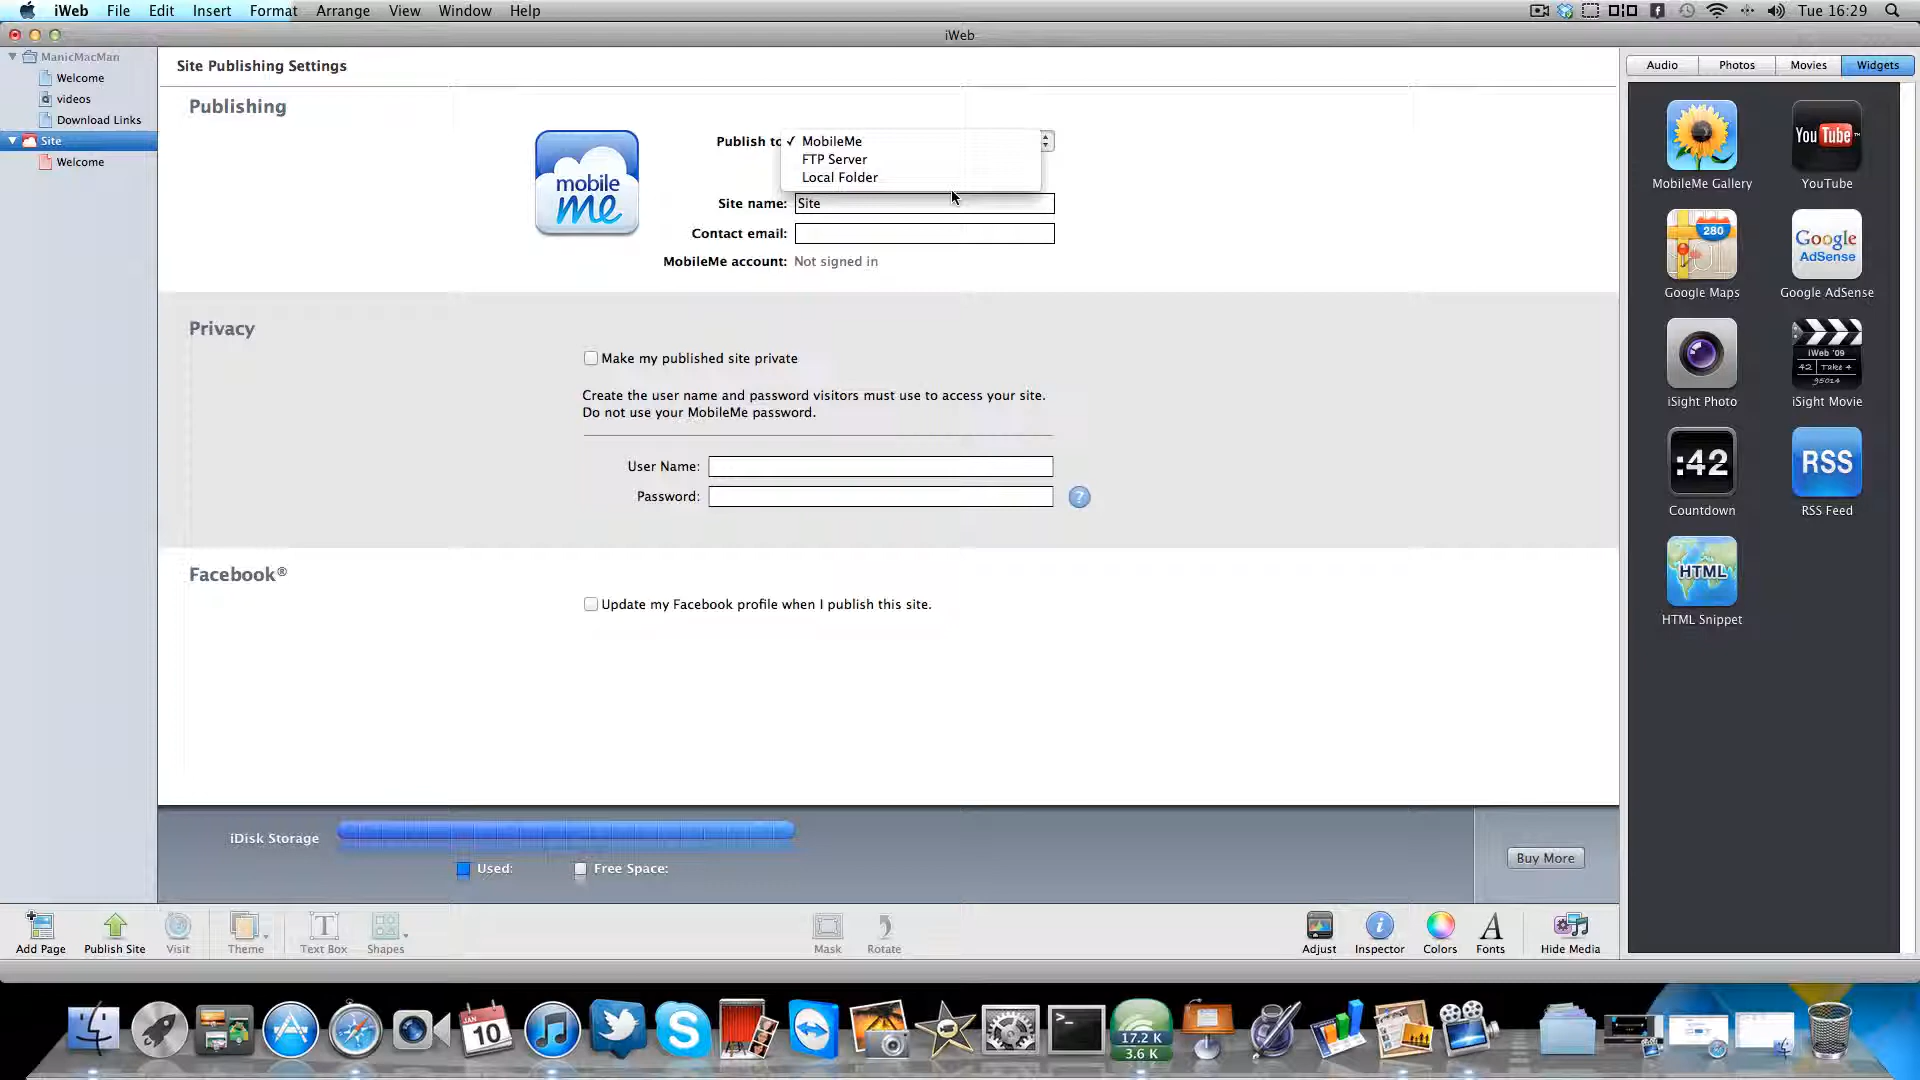 iWeb File Edit Insert Format Arrange View Window Help Tue 16:29
iWeb
ManicMacMan
Welcome
videos
Download Links
Site
Welcome
Site Publishing Settings
Publishing
mobile
me
Publish to
✓ MobileMe
FTP Server
Local Folder
Site name: Site
Contact email:
MobileMe account: Not signed in
Privacy
Make my published site private
Create the user name and password visitors must use to access your site.
Do not use your MobileMe password.
User Name:
Password:
?
Facebook®
Update my Facebook profile when I publish this site.
iDisk Storage
Used: Free Space:
Buy More
Audio Photos Movies Widgets
You Tube
MobileMe Gallery YouTube
280
Google
AdSense
Google Maps Google AdSense
iWeb '09
42 Take 4
95014
iSight Photo iSight Movie
:42 RSS
Countdown RSS Feed
HTML
HTML Snippet
Add Page Publish Site Visit Theme Text Box Shapes Mask Rotate Adjust Inspector Colors Fonts Hide Media
JAN
10
17.2 K
3.6 K